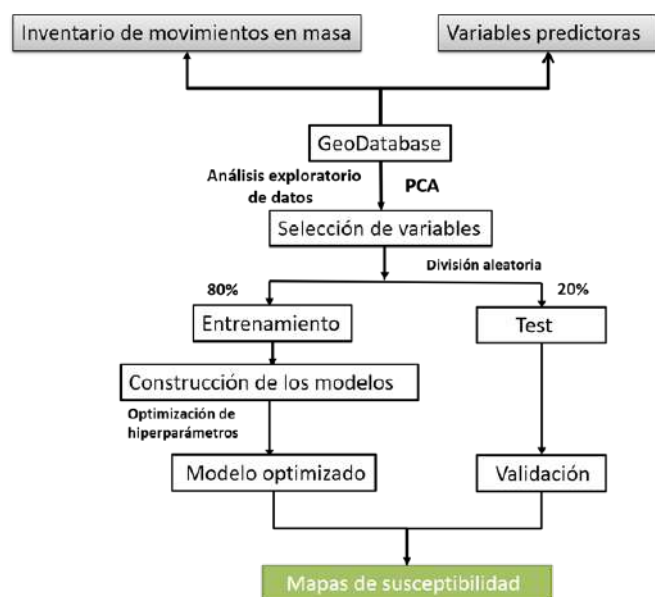 Inventario de movimientos en masa
Variables predictoras
GeoDatabase
Análisis exploratorio
de datos
PCA
Selección de variables
División aleatoria
80%
20%
Entrenamiento
Test
Construcción de los modelos
Optimización de
hiperparámetros
Modelo optimizado
Validación
Mapas de susceptibilidad